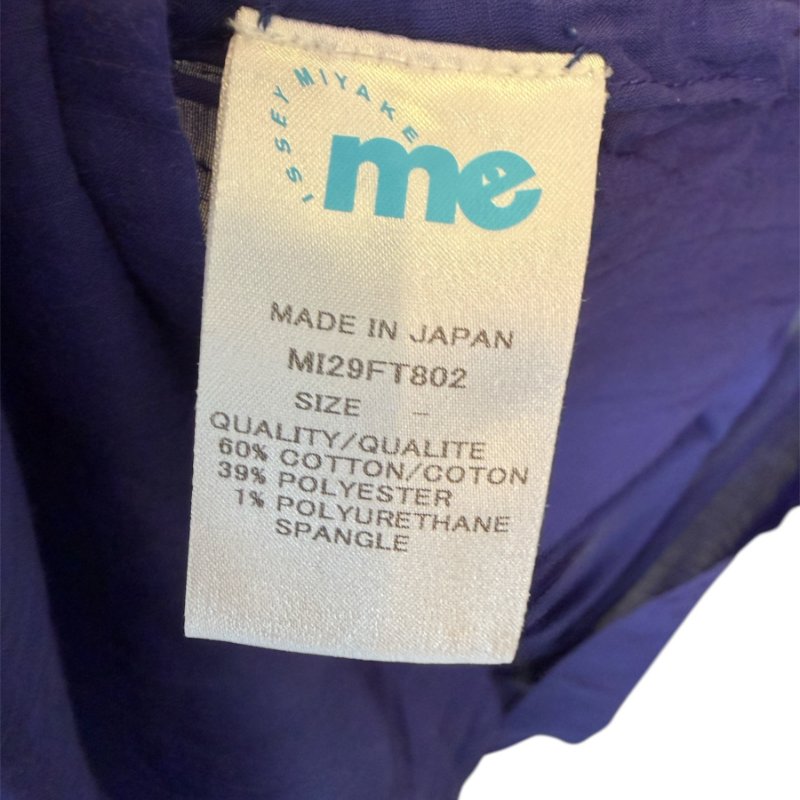 ISSEY MIYAKE
me
MADE IN JAPAN
MI29FT802
SIZE –
QUALITY/QUALITE
60% COTTON/COTON
39% POLYESTER
1% POLYURETHANE
SPANGLE